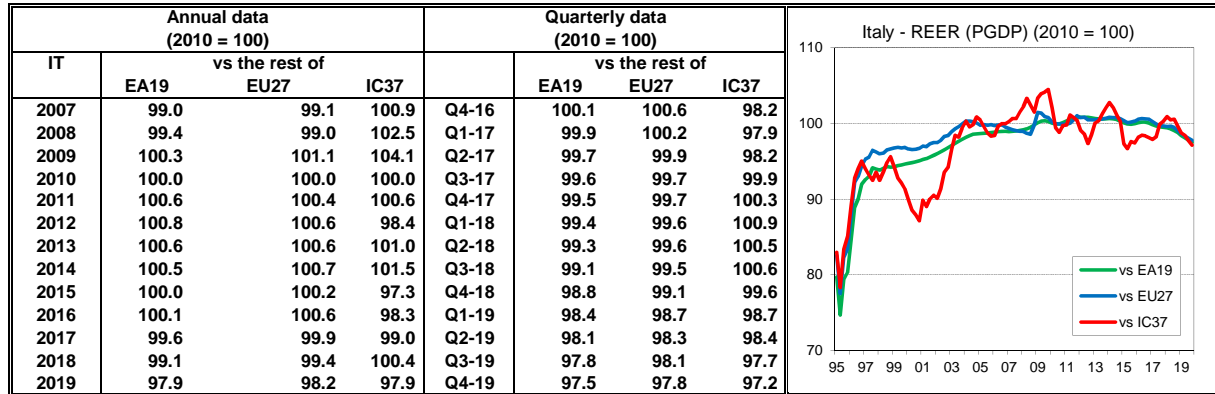 Annual data Quarterly data
(2010 = 100) (2010 = 100)
IT vs the rest of vs the rest of
EA19 EU27 IC37 EA19 EU27 IC37
2007 99.0 99.1 100.9 Q4-16 100.1 100.6 98.2
2008 99.4 99.0 102.5 Q1-17 99.9 100.2 97.9
2009 100.3 101.1 104.1 Q2-17 99.7 99.9 98.2
2010 100.0 100.0 100.0 Q3-17 99.6 99.7 99.9
2011 100.6 100.4 100.6 Q4-17 99.5 99.7 100.3
2012 100.8 100.6 98.4 Q1-18 99.4 99.6 100.9
2013 100.6 100.6 101.0 Q2-18 99.3 99.6 100.5
2014 100.5 100.7 101.5 Q3-18 99.1 99.5 100.6
2015 100.0 100.2 97.3 Q4-18 98.8 99.1 99.6
2016 100.1 100.6 98.3 Q1-19 98.4 98.7 98.7
2017 99.6 99.9 99.0 Q2-19 98.1 98.3 98.4
2018 99.1 99.4 100.4 Q3-19 97.8 98.1 97.7
2019 97.9 98.2 97.9 Q4-19 97.5 97.8 97.2
Italy - REER (PGDP) (2010 = 100)
110
100
90
80
70
vs EA19
vs EU27
vs IC37
95 97 99 01 03 05 07 09 11 13 15 17 19